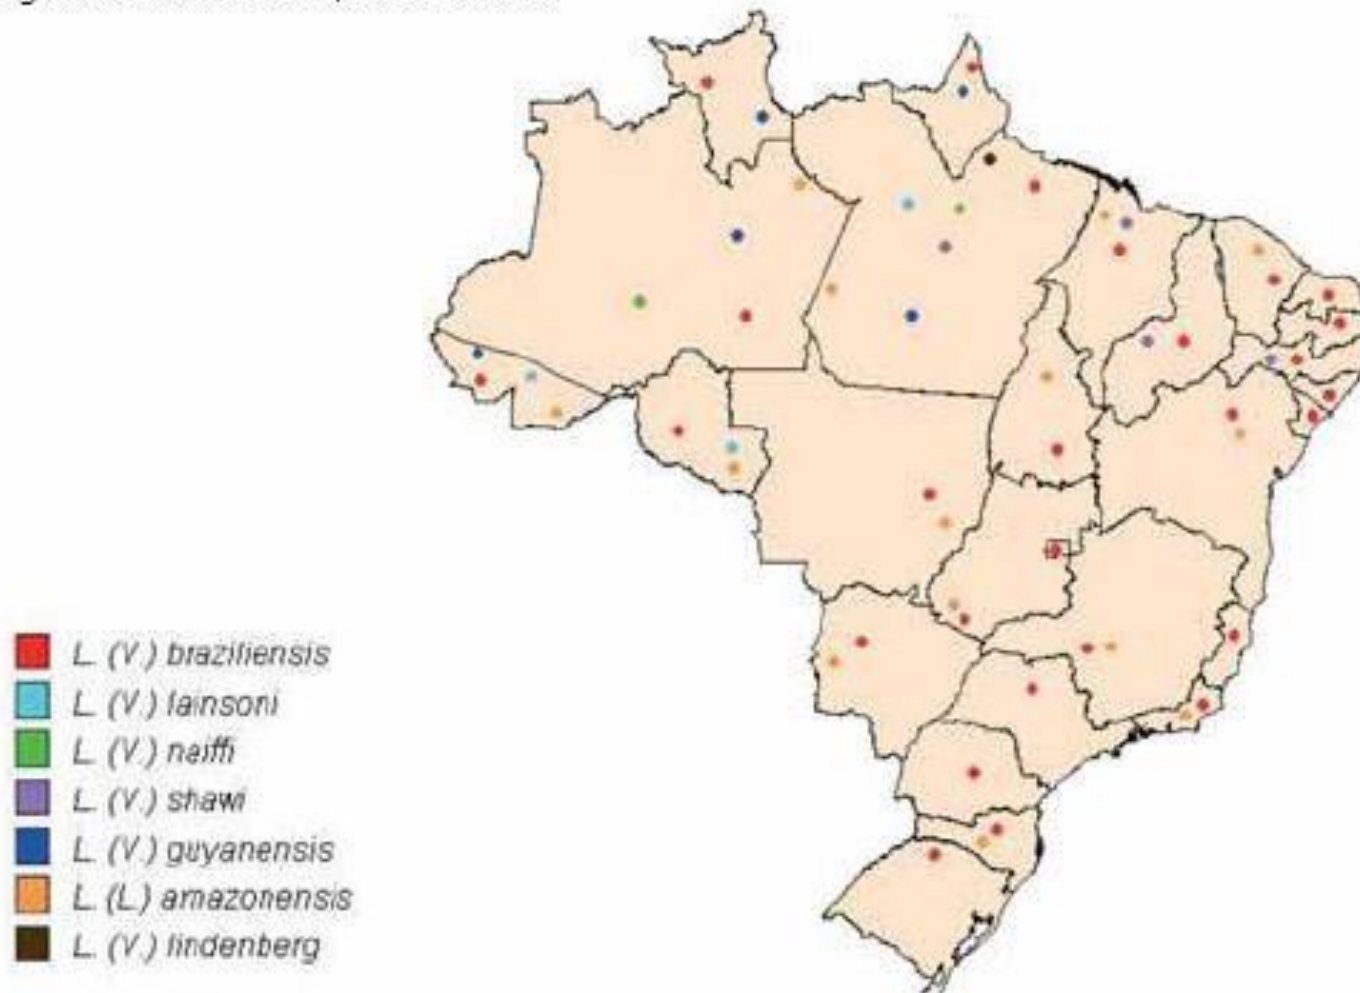 L. (V.) braziliensis
L. (V.) lainsoni
L. (V.) naiffi
L. (V.) shawi
L. (V.) guyanensis
L. (L.) amazonensis
L. (V.) lindenberg